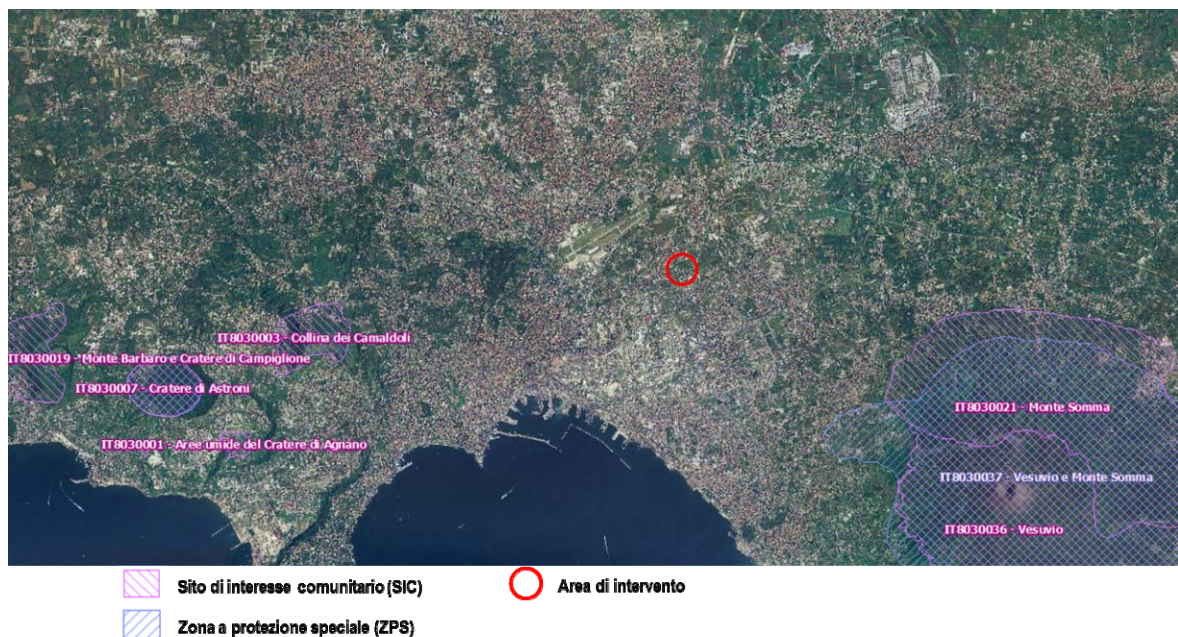 IT8030003 - Collina dei Camaldoli
IT8030019 - Monte Barbaro e Cratere di Campiglione
IT8030007 - Cratere di Astroni
IT8030001 - Aree umide del Cratere di Agnano
IT8030021 - Monte Somma
IT8030037 - Vesuvio e Monte Somma
IT8030036 - Vesuvio
Sito di interesse comunitario (SIC)
Area di intervento
Zona a protezione speciale (ZPS)